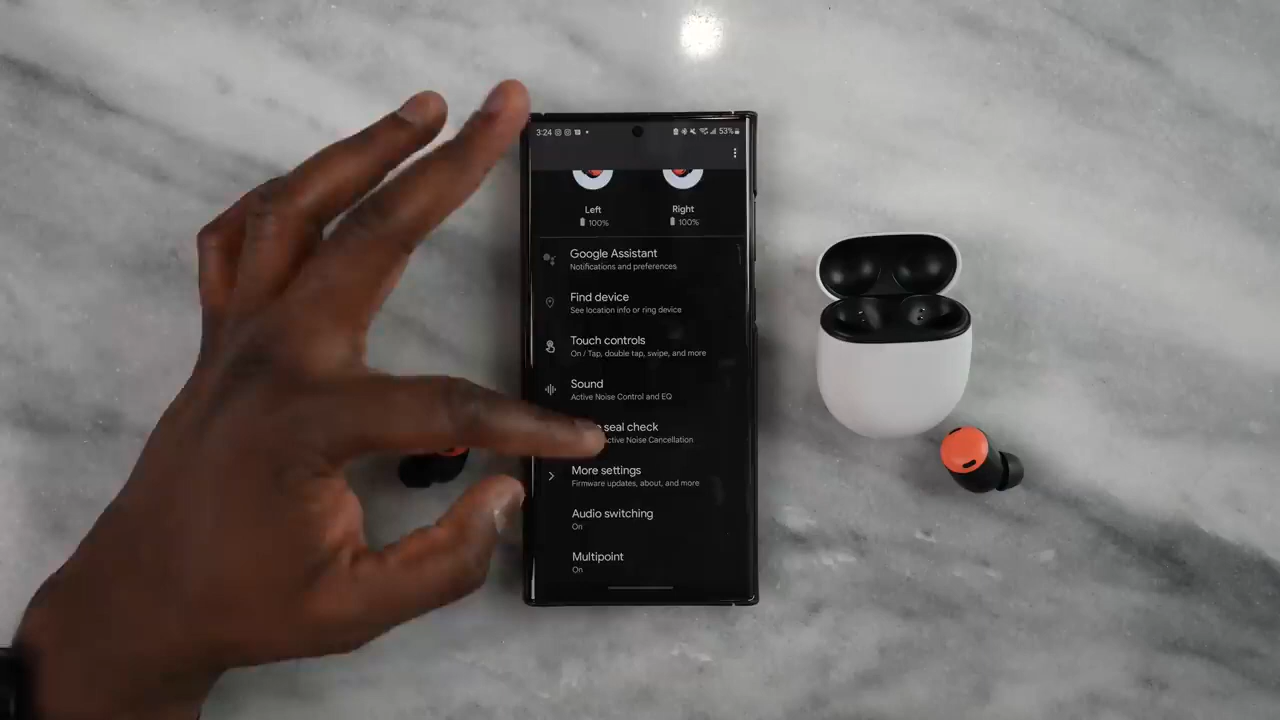 3:24 53%
Left Right
100% 100%
Google Assistant
Notifications and preferences
Find device
See location info or ring device
Touch controls
On / Tap, double tap, swipe, and more
Sound
Active Noise Control and EQ
seal check
Active Noise Cancellation
More settings
Firmware updates, about, and more
Audio switching
On
Multipoint
On